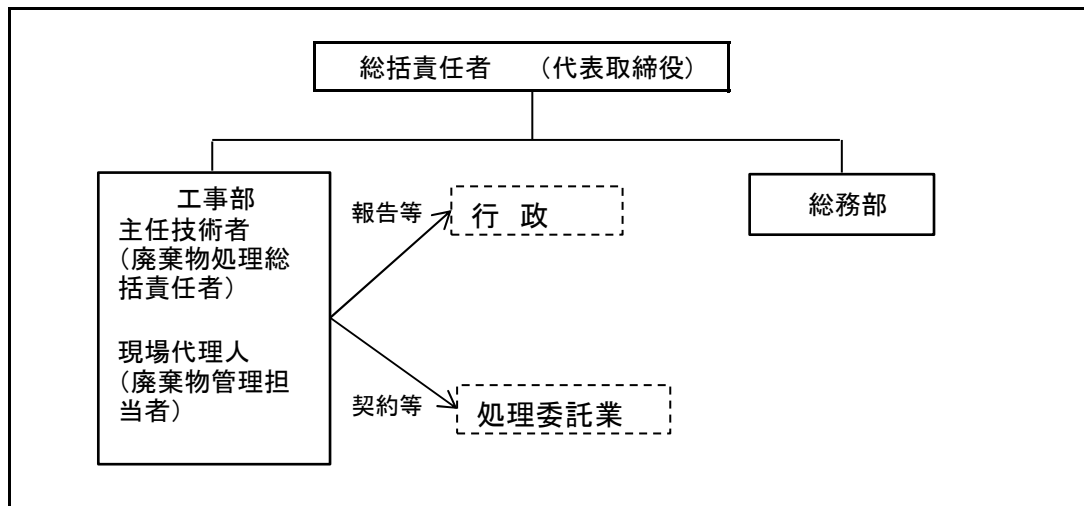 総括責任者　（代表取締役）
工事部
主任技術者
（廃棄物処理総
括責任者）
現場代理人
（廃棄物管理担
当者）
報告等
行 政
契約等
処理委託業
総務部